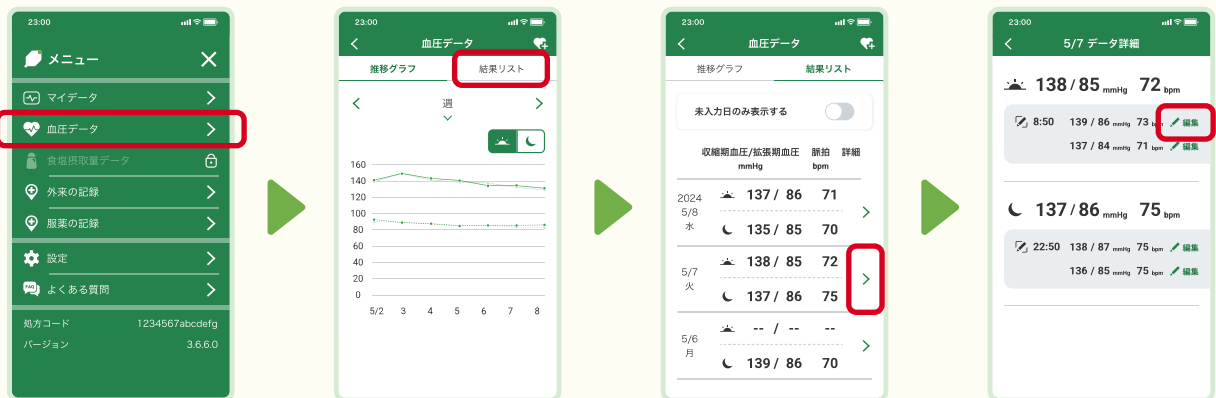 23:00
メニュー
マイデータ
血圧データ
食塩摂取量データ
外来の記録
服薬の記録
設定
FAQ よくある質問
処方コード 1234567abcdefg
バージョン 3.6.6.0
23:00
血圧データ
推移グラフ 結果リスト
週
160
140
120
100
80
60
40
20
0
5/2 3 4 5 6 7 8
23:00
血圧データ
推移グラフ 結果リスト
未入力日のみ表示する
収縮期血圧/拡張期血圧 脈拍 詳細
mmHg bpm
137 / 86 71
2024
5/8
水
135 / 85 70
138 / 85 72
5/7
火
137 / 86 75
-- / -- --
5/6
月
139 / 86 70
23:00
5/7 データ詳細
138 / 85 mmHg 72 bpm
8:50 139 / 86 mmHg 73 bpm 編集
137 / 84 mmHg 71 bpm 編集
137 / 86 mmHg 75 bpm
22:50 138 / 87 mmHg 75 bpm 編集
136 / 85 mmHg 75 bpm 編集